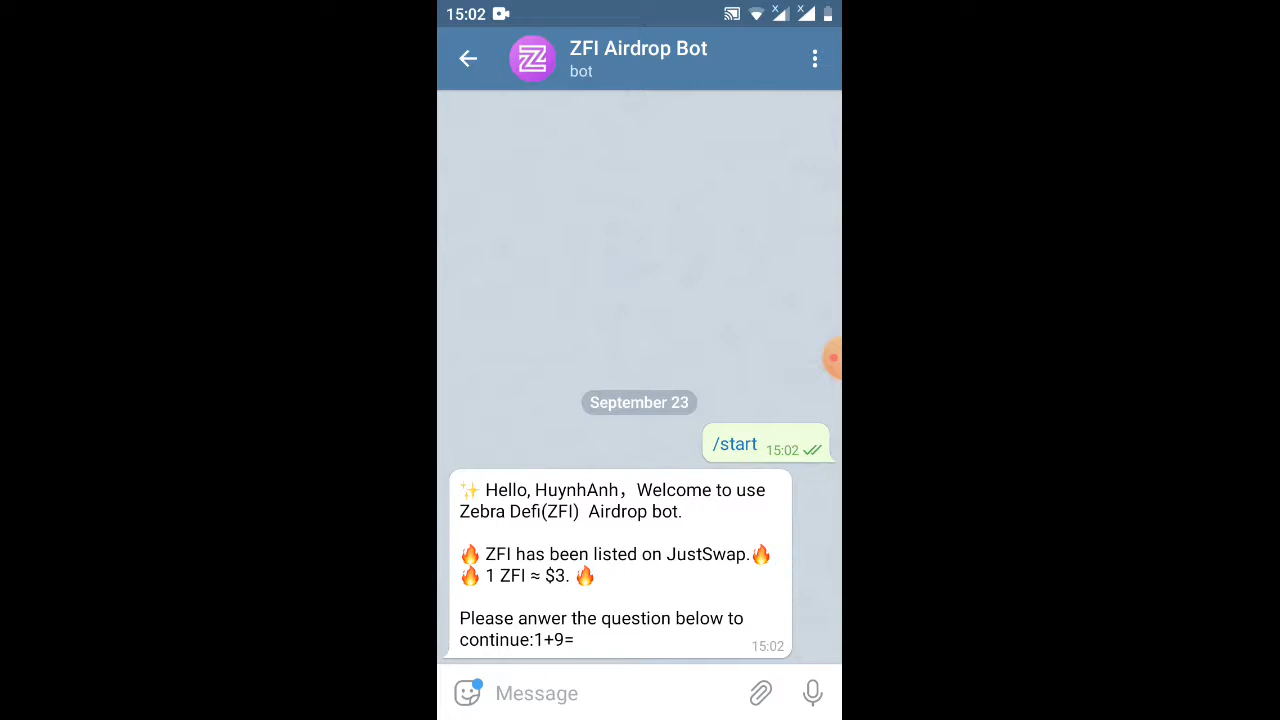 15:02
ZFI Airdrop Bot
bot
September 23
/start 15:02
✨ Hello, HuynhAnh，Welcome to use
Zebra Defi(ZFI)  Airdrop bot.
🔥 ZFI has been listed on JustSwap.🔥
🔥 1 ZFI ≈ $3. 🔥
Please anwer the question below to
continue:1+9=
15:02
Message